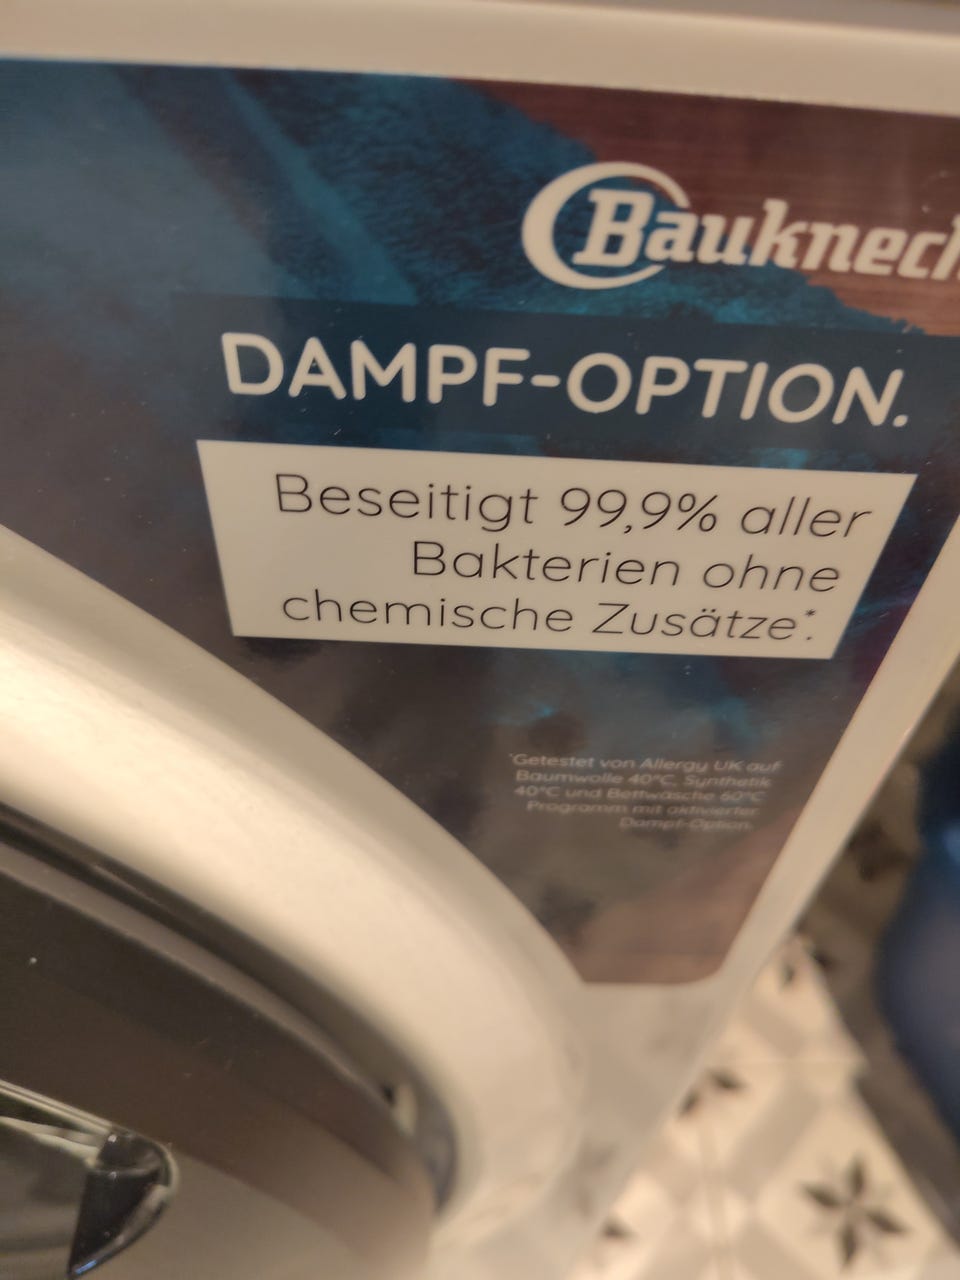 Bauknech
DAMPF-OPTION.
Beseitigt 99,9% aller
Bakterien ohne
chemische Zusätze*.
*Getestet von Allergy UK auf
Baumwolle 40°C, Synthetik
40°C und Bettwäsche 60°C
Programm mit aktivierter
Dampf-Option.